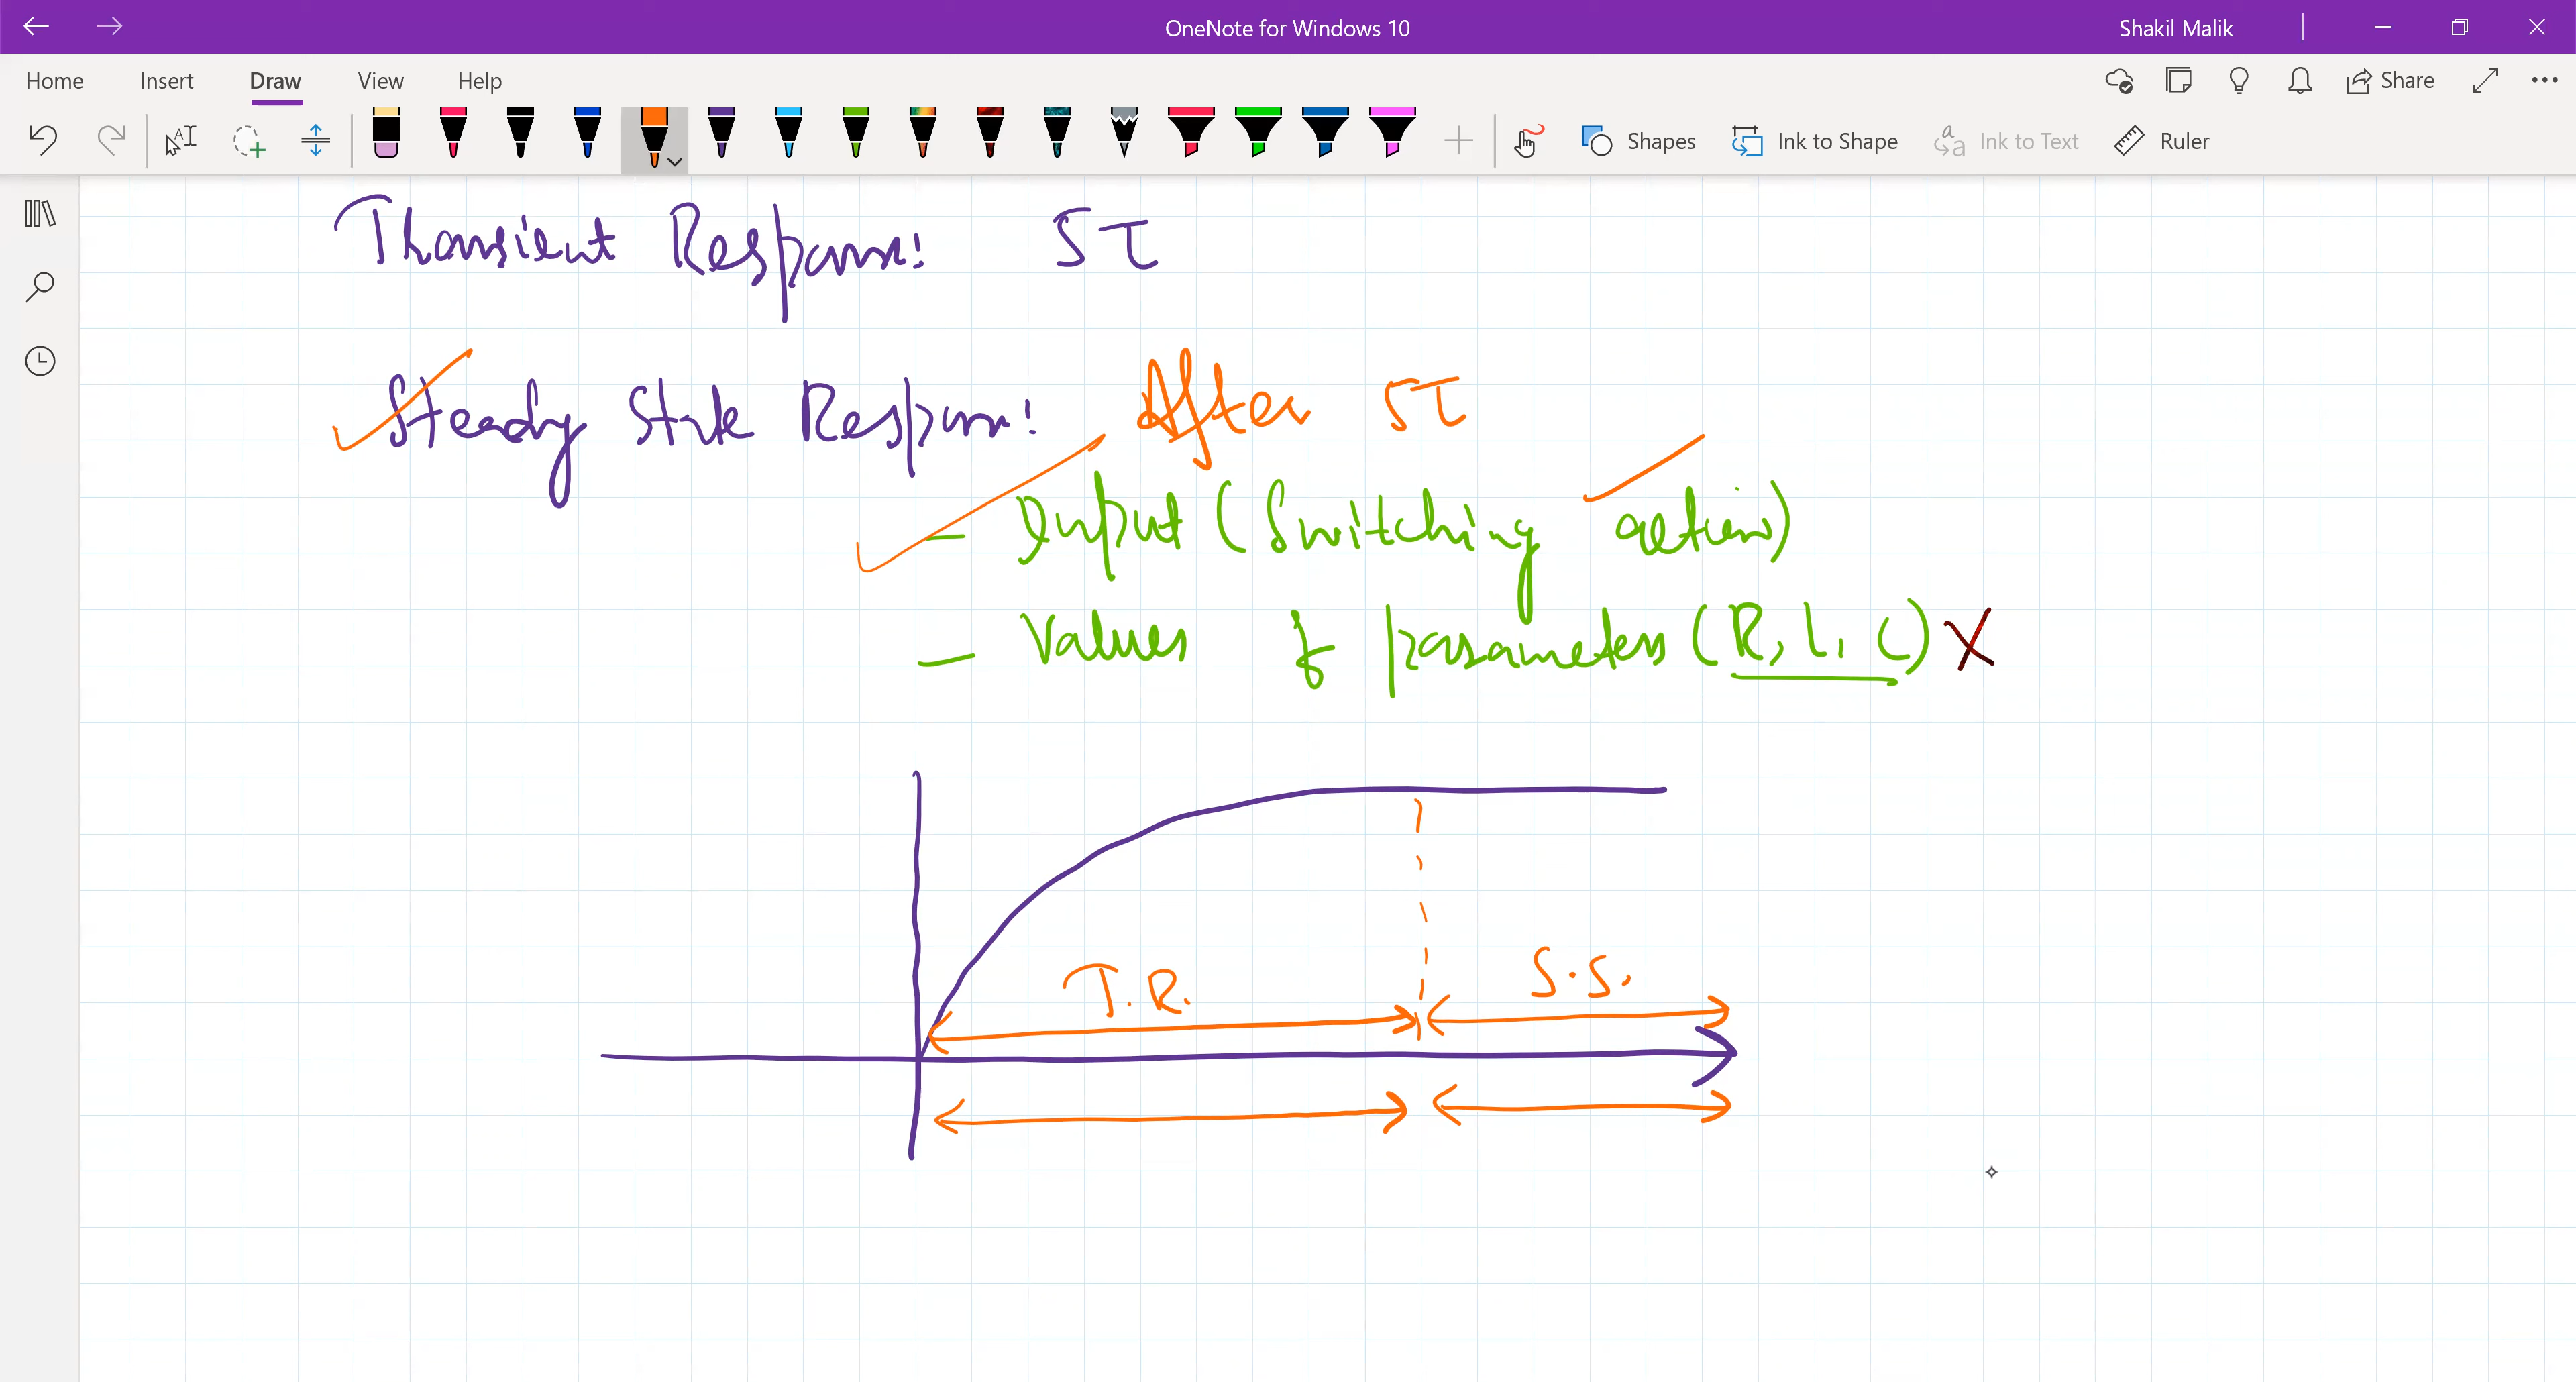 OneNote for Windows 10
Shakil Malik
Home Insert Draw View Help
Share
Shapes Ink to Shape Ink to Text Ruler
Transient Response: 5τ
Steady State Response: After 5τ
- Input (Switching action)
- Values of parameters (R, L, C) X
T.R. S.S.